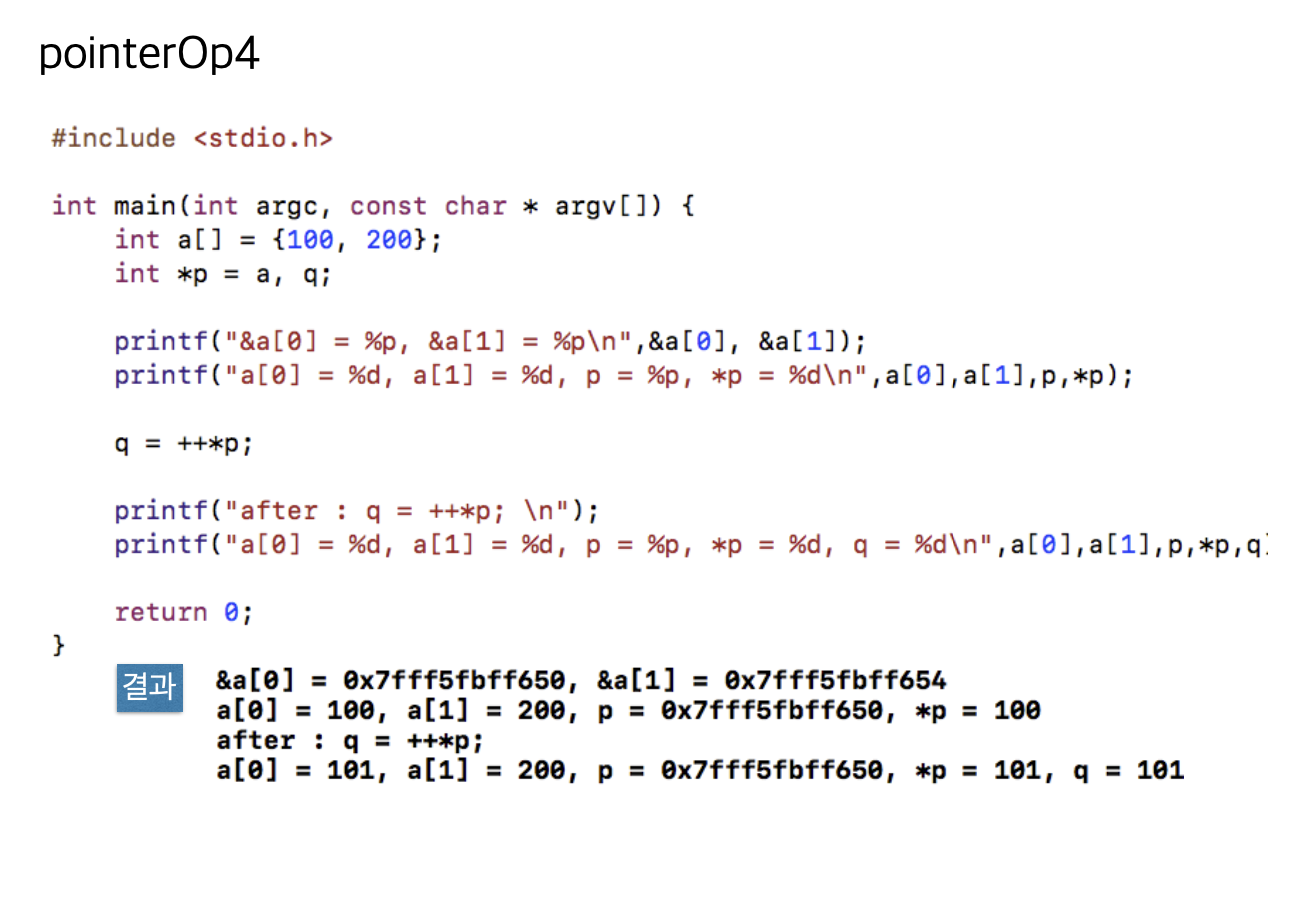 pointerOp4
#include <stdio.h>
int main(int argc, const char * argv[]) {
    int a[] = {100, 200};
    int *p = a, q;
    printf("&a[0] = %p, &a[1] = %p\n",&a[0], &a[1]);
    printf("a[0] = %d, a[1] = %d, p = %p, *p = %d\n",a[0],a[1],p,*p);
    q = ++*p;
    printf("after : q = ++*p; \n");
    printf("a[0] = %d, a[1] = %d, p = %p, *p = %d, q = %d\n",a[0],a[1],p,*p,q)
    return 0;
}
결과
&a[0] = 0x7fff5fbff650, &a[1] = 0x7fff5fbff654
a[0] = 100, a[1] = 200, p = 0x7fff5fbff650, *p = 100
after : q = ++*p;
a[0] = 101, a[1] = 200, p = 0x7fff5fbff650, *p = 101, q = 101